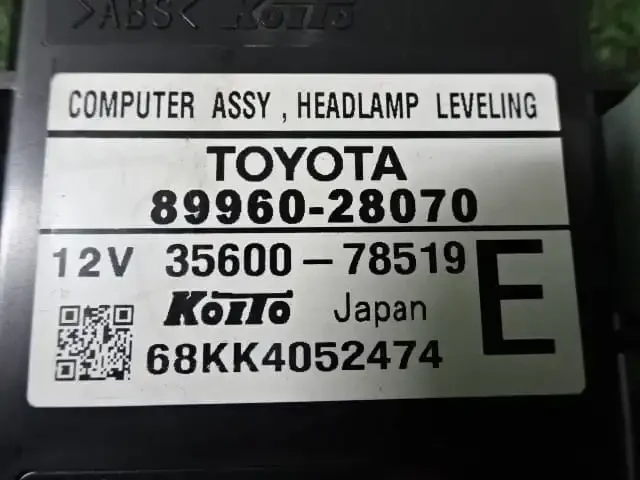 >ABS< KOITO
COMPUTER ASSY , HEADLAMP LEVELING
TOYOTA
89960-28070
12V 35600-78519 E
KOITO Japan
68KK4052474